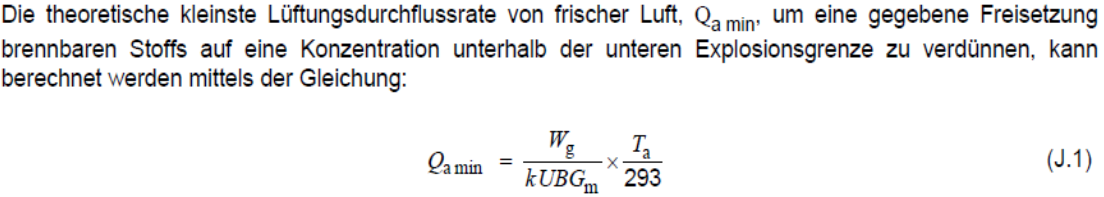 Die theoretische kleinste Lüftungsdurchflussrate von frischer Luft, Qa min, um eine gegebene Freisetzung
brennbaren Stoffs auf eine Konzentration unterhalb der unteren Explosionsgrenze zu verdünnen, kann
berechnet werden mittels der Gleichung:
Qa min = Wg / kUBGm × Ta / 293 (J.1)